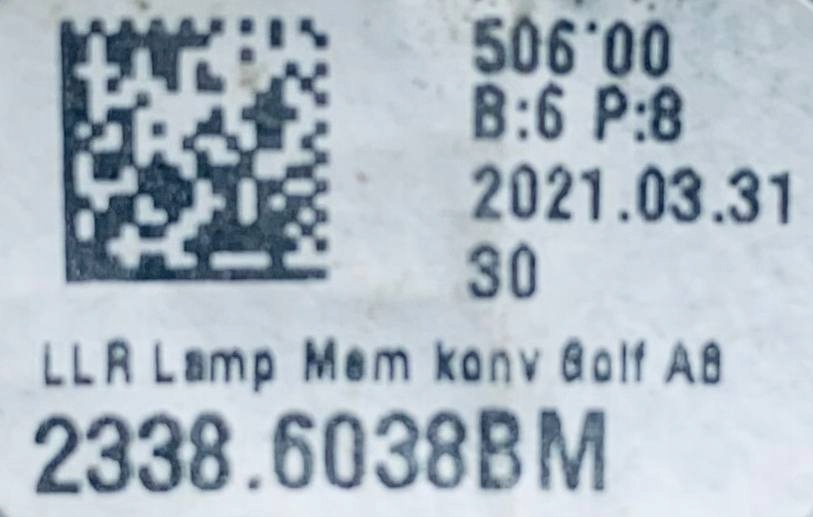 506'00
B:6 P:8
2021.03.31
30
LLR Lamp Mem konv Golf A8
2338.6038BM